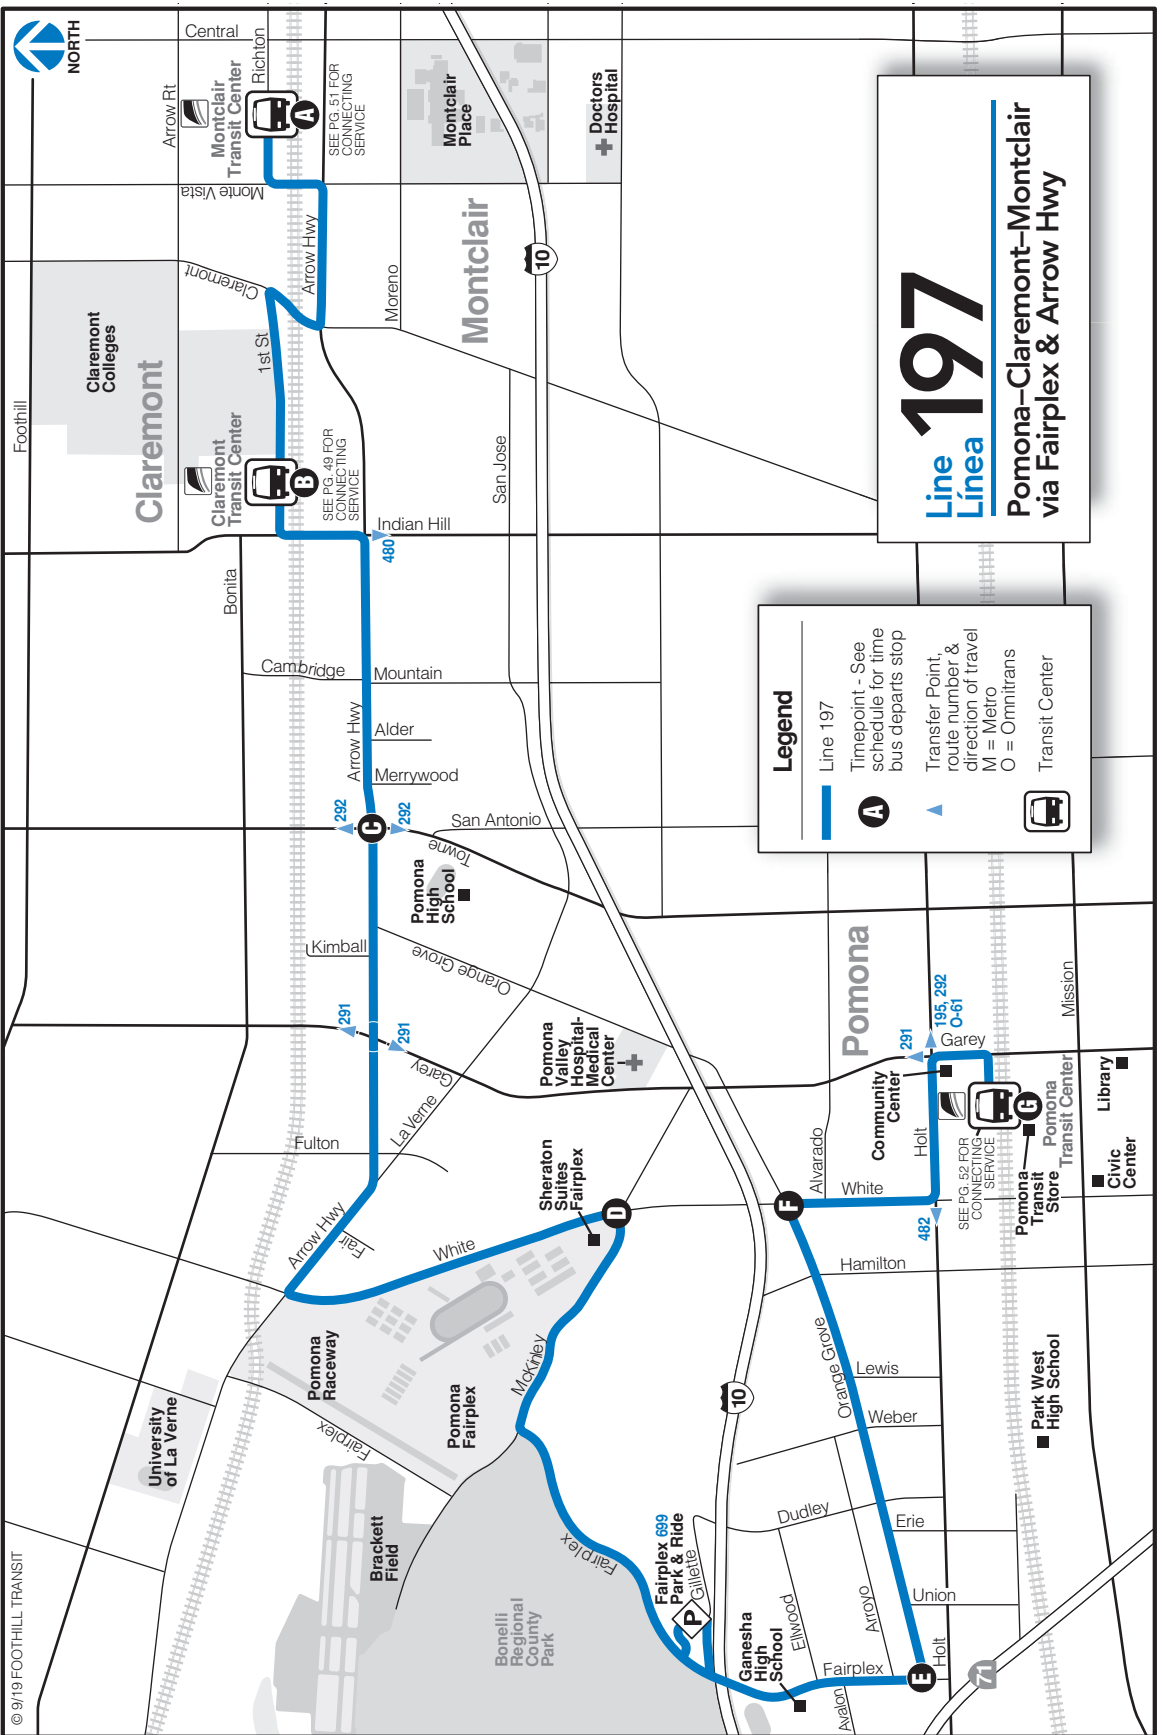 © 9/19 FOOTHILL TRANSIT
NORTH
Line
Línea
197
Pomona–Claremont–Montclair
via Fairplex & Arrow Hwy
Legend
Line 197
A
Timepoint - See
schedule for time
bus departs stop
Transfer Point,
route number &
direction of travel
M = Metro
O = Omnitrans
Transit Center
Foothill
Central
Richton
Arrow Rt
Montclair
Transit Center
A
SEE PG. 51 FOR
CONNECTING
SERVICE
Monte Vista
Arrow Hwy
Montclair
Place
Doctors
Hospital
Montclair
Moreno
10
Claremont
Claremont
Colleges
Claremont
1st St
Claremont
Transit Center
B
SEE PG. 49 FOR
CONNECTING
SERVICE
San Jose
Indian Hill
480
Bonita
Cambridge
Mountain
Arrow Hwy
Alder
Merrywood
292
C
292
San Antonio
Towne
Pomona
High
School
Kimball
Orange Grove
291
291
Garey
La Verne
Fulton
Pomona
Valley
Hospital-
Medical
Center
Pomona
195, 292
O-61
291
Garey
Mission
Community
Center
Holt
G
Pomona
Transit Center
Library
Civic
Center
SEE PG. 52 FOR
CONNECTING
SERVICE
Pomona
Transit
Store
Alvarado
White
482
F
Hamilton
Sheraton
Suites
Fairplex
D
Arrow Hwy
Fair
White
McKinley
Pomona
Raceway
Pomona
Fairplex
Fairplex
University
of La Verne
Brackett
Field
Bonelli
Regional
County
Park
Fairplex
Fairplex 699
Park & Ride
P
Gillette
10
Orange Grove
Lewis
Weber
Park West
High School
Dudley
Erie
Ellwood
Arroyo
Union
Ganesha
High
School
Fairplex
Avalon
E
Holt
71